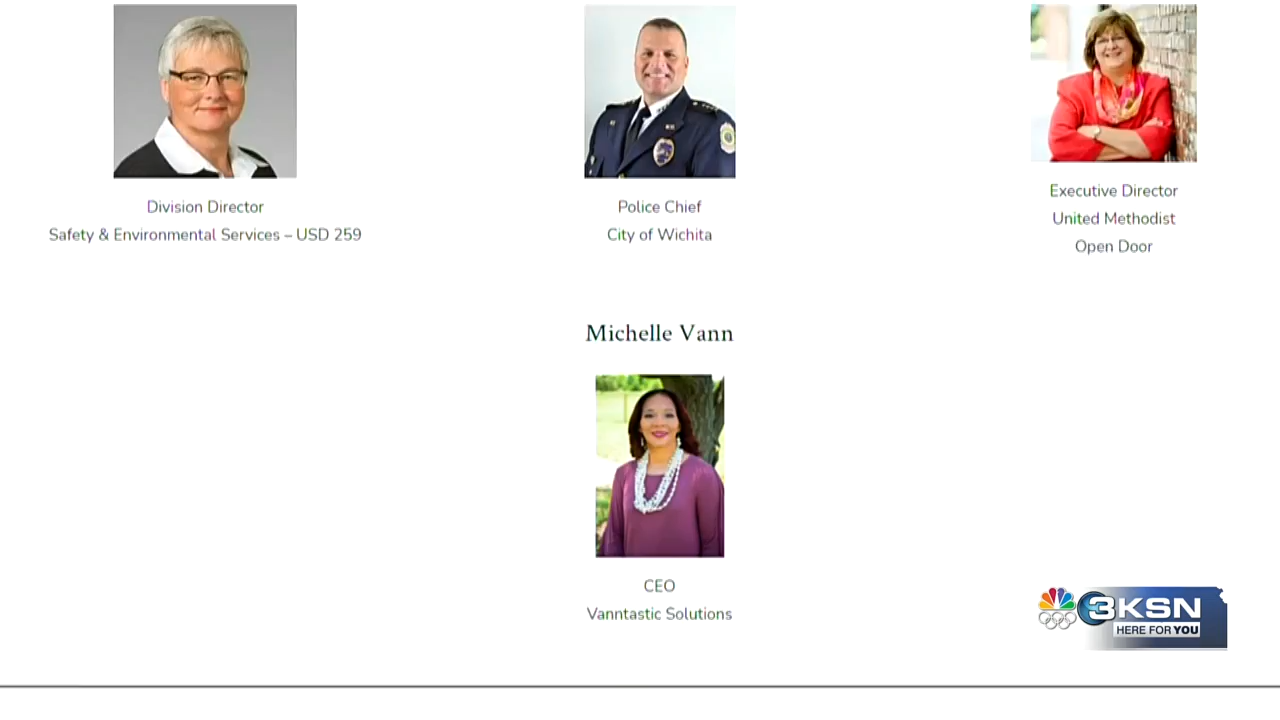 Division Director
Safety & Environmental Services – USD 259
Police Chief
City of Wichita
Executive Director
United Methodist
Open Door
Michelle Vann
CEO
Vanntastic Solutions
3KSN
HERE FOR YOU